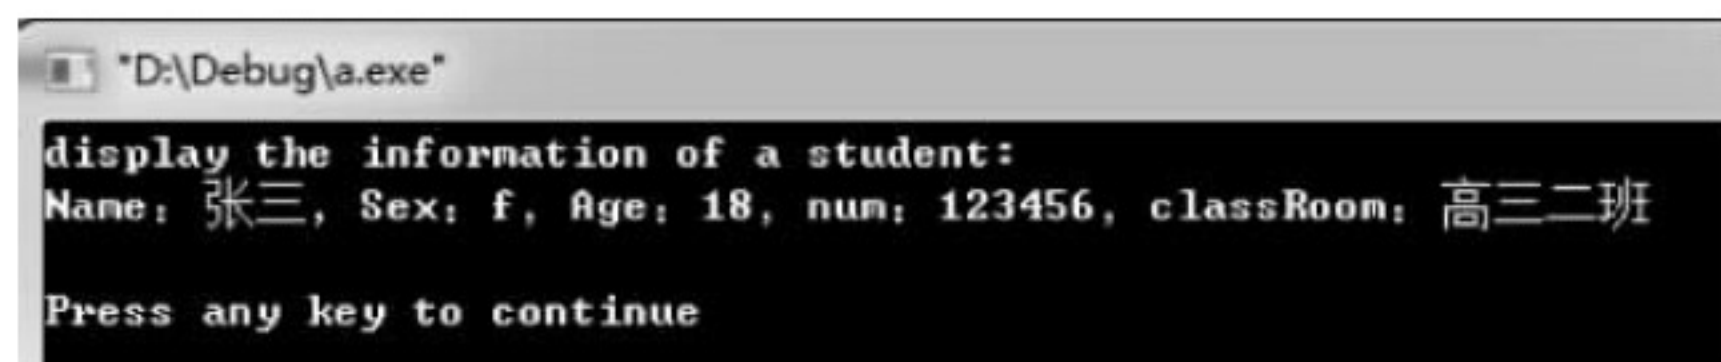 "D:\Debug\a.exe"
display the information of a student:
Name：张三，Sex：f，Age：18，num：123456，classRoom：高三二班
Press any key to continue